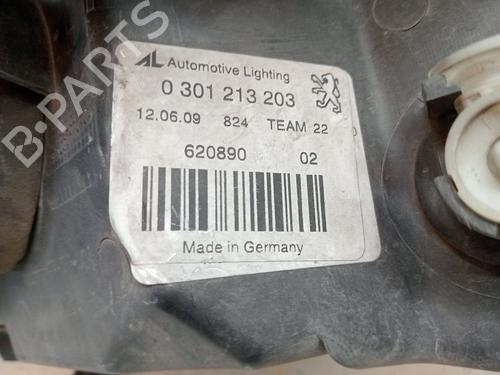 AL Automotive Lighting
0 301 213 203
12.06.09 824 TEAM 22
620890 02
Made in Germany
B-PARTS